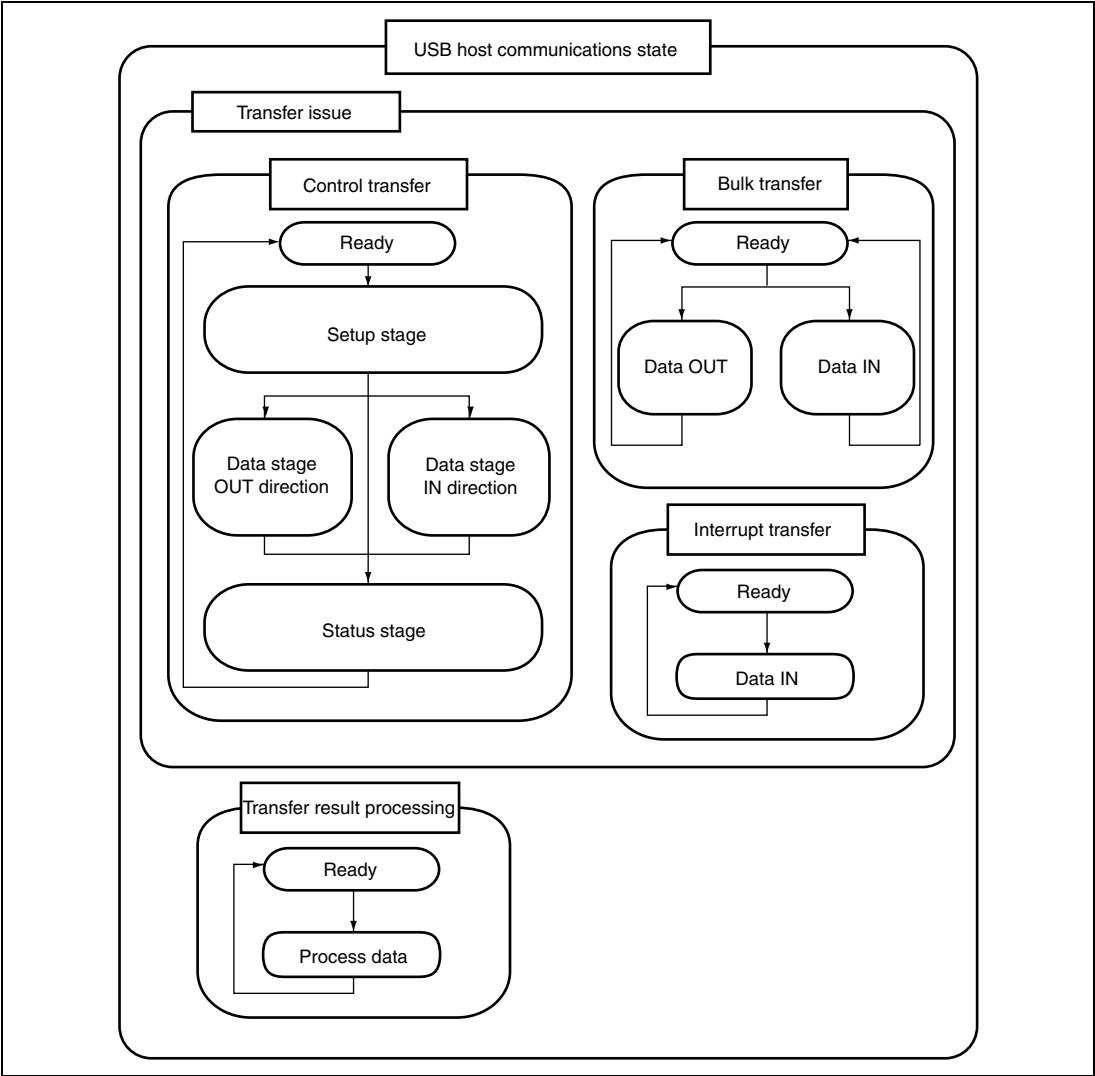 USB host communications state
Transfer issue
Control transfer
Ready
Setup stage
Data stage
OUT direction
Data stage
IN direction
Status stage
Bulk transfer
Ready
Data OUT
Data IN
Interrupt transfer
Ready
Data IN
Transfer result processing
Ready
Process data